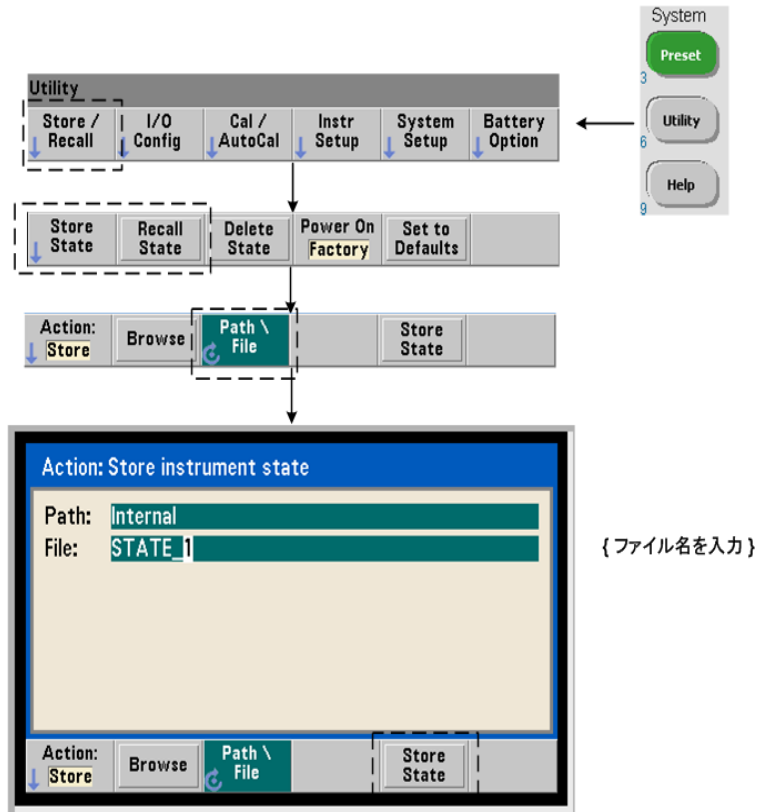 System
Preset
3
Utility
6
Help
9
Utility
Store /
Recall
I/O
Config
Cal /
AutoCal
Instr
Setup
System
Setup
Battery
Option
Store
State
Recall
State
Delete
State
Power On
Factory
Set to
Defaults
Action:
Store
Browse
Path \
File
Store
State
Action: Store instrument state
Path: Internal
File: STATE_1
{ファイル名を入力}
Action:
Store
Browse
Path \
File
Store
State